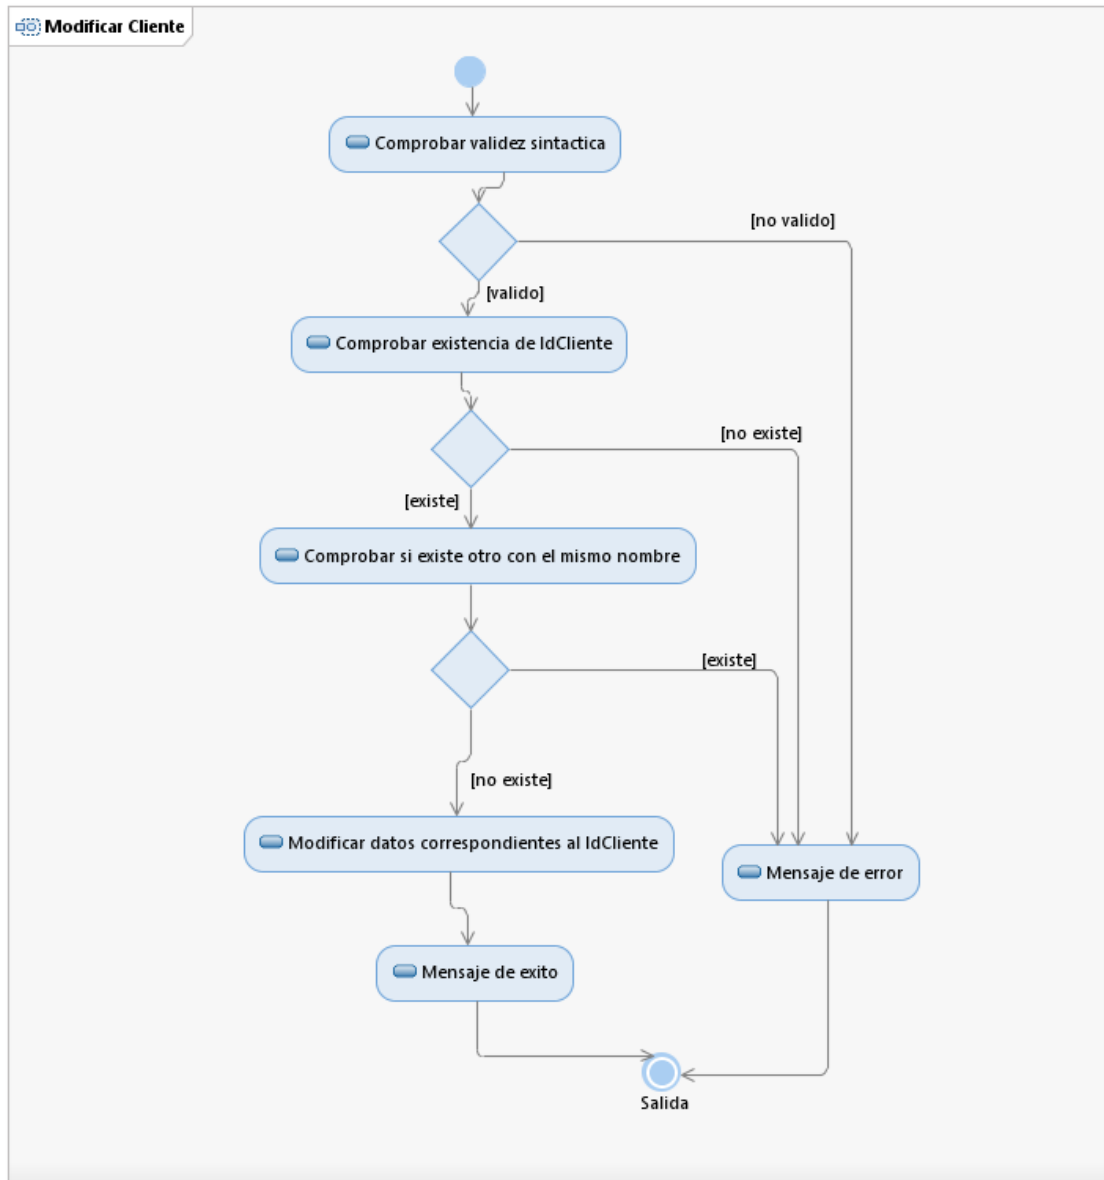 Modificar Cliente
Comprobar validez sintactica
[no valido]
[valido]
Comprobar existencia de IdCliente
[no existe]
[existe]
Comprobar si existe otro con el mismo nombre
[existe]
[no existe]
Modificar datos correspondientes al IdCliente
Mensaje de error
Mensaje de exito
Salida